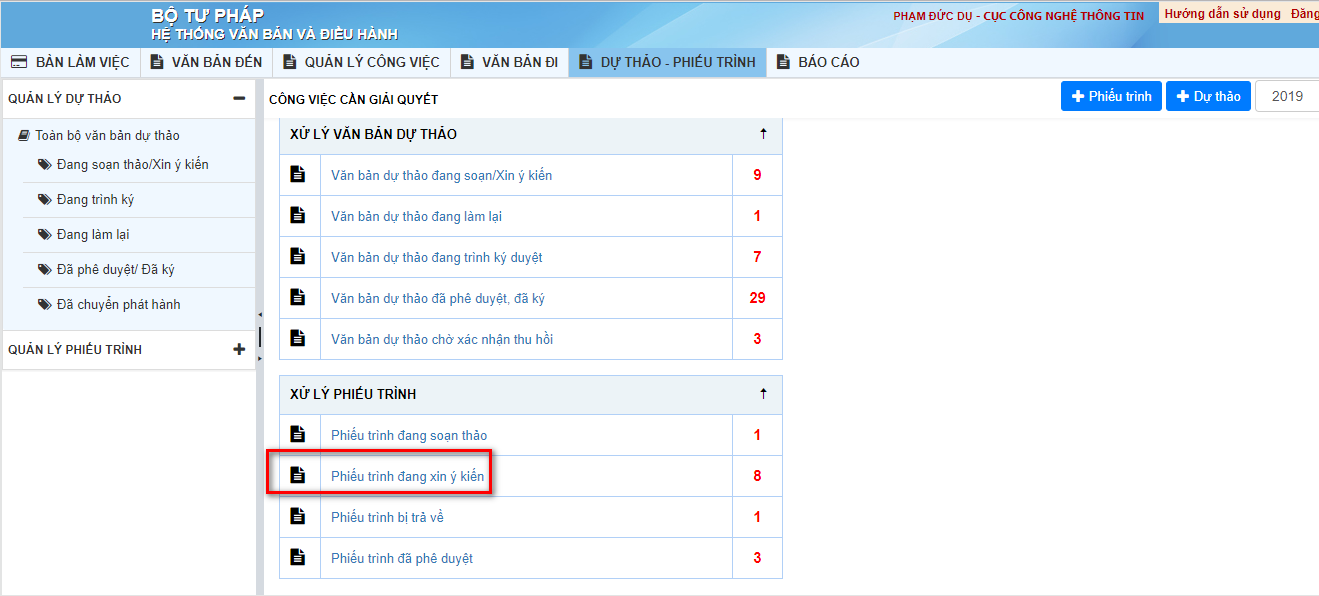 BỘ TƯ PHÁP
HỆ THỐNG VĂN BẢN VÀ ĐIỀU HÀNH
PHẠM ĐỨC DỤ - CỤC CÔNG NGHỆ THÔNG TIN
Hướng dẫn sử dụng Đăng
BÀN LÀM VIỆC
VĂN BẢN ĐẾN
QUẢN LÝ CÔNG VIỆC
VĂN BẢN ĐI
DỰ THẢO - PHIẾU TRÌNH
BÁO CÁO
QUẢN LÝ DỰ THẢO
Toàn bộ văn bản dự thảo
Đang soạn thảo/Xin ý kiến
Đang trình ký
Đang làm lại
Đã phê duyệt/ Đã ký
Đã chuyển phát hành
QUẢN LÝ PHIẾU TRÌNH
CÔNG VIỆC CẦN GIẢI QUYẾT
Phiếu trình
Dự thảo
2019
XỬ LÝ VĂN BẢN DỰ THẢO
Văn bản dự thảo đang soạn/Xin ý kiến 9
Văn bản dự thảo đang làm lại 1
Văn bản dự thảo đang trình ký duyệt 7
Văn bản dự thảo đã phê duyệt, đã ký 29
Văn bản dự thảo chờ xác nhận thu hồi 3
XỬ LÝ PHIẾU TRÌNH
Phiếu trình đang soạn thảo 1
Phiếu trình đang xin ý kiến 8
Phiếu trình bị trả về 1
Phiếu trình đã phê duyệt 3